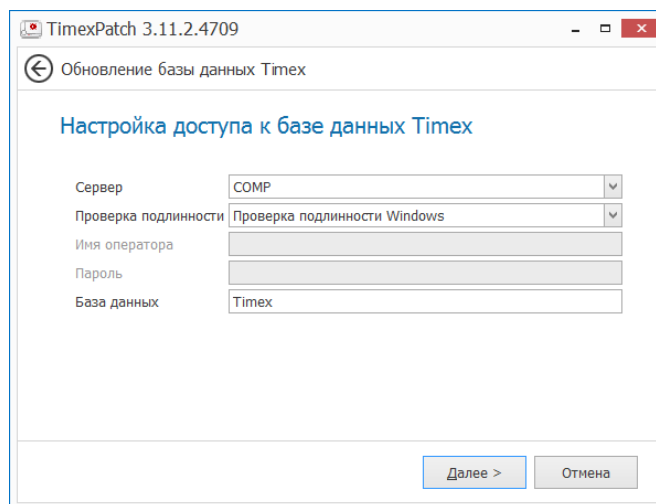 TimexPatch 3.11.2.4709
Обновление базы данных Timex
Настройка доступа к базе данных Timex
Сервер COMP
Проверка подлинности Проверка подлинности Windows
Имя оператора
Пароль
База данных Timex
Далее > Отмена